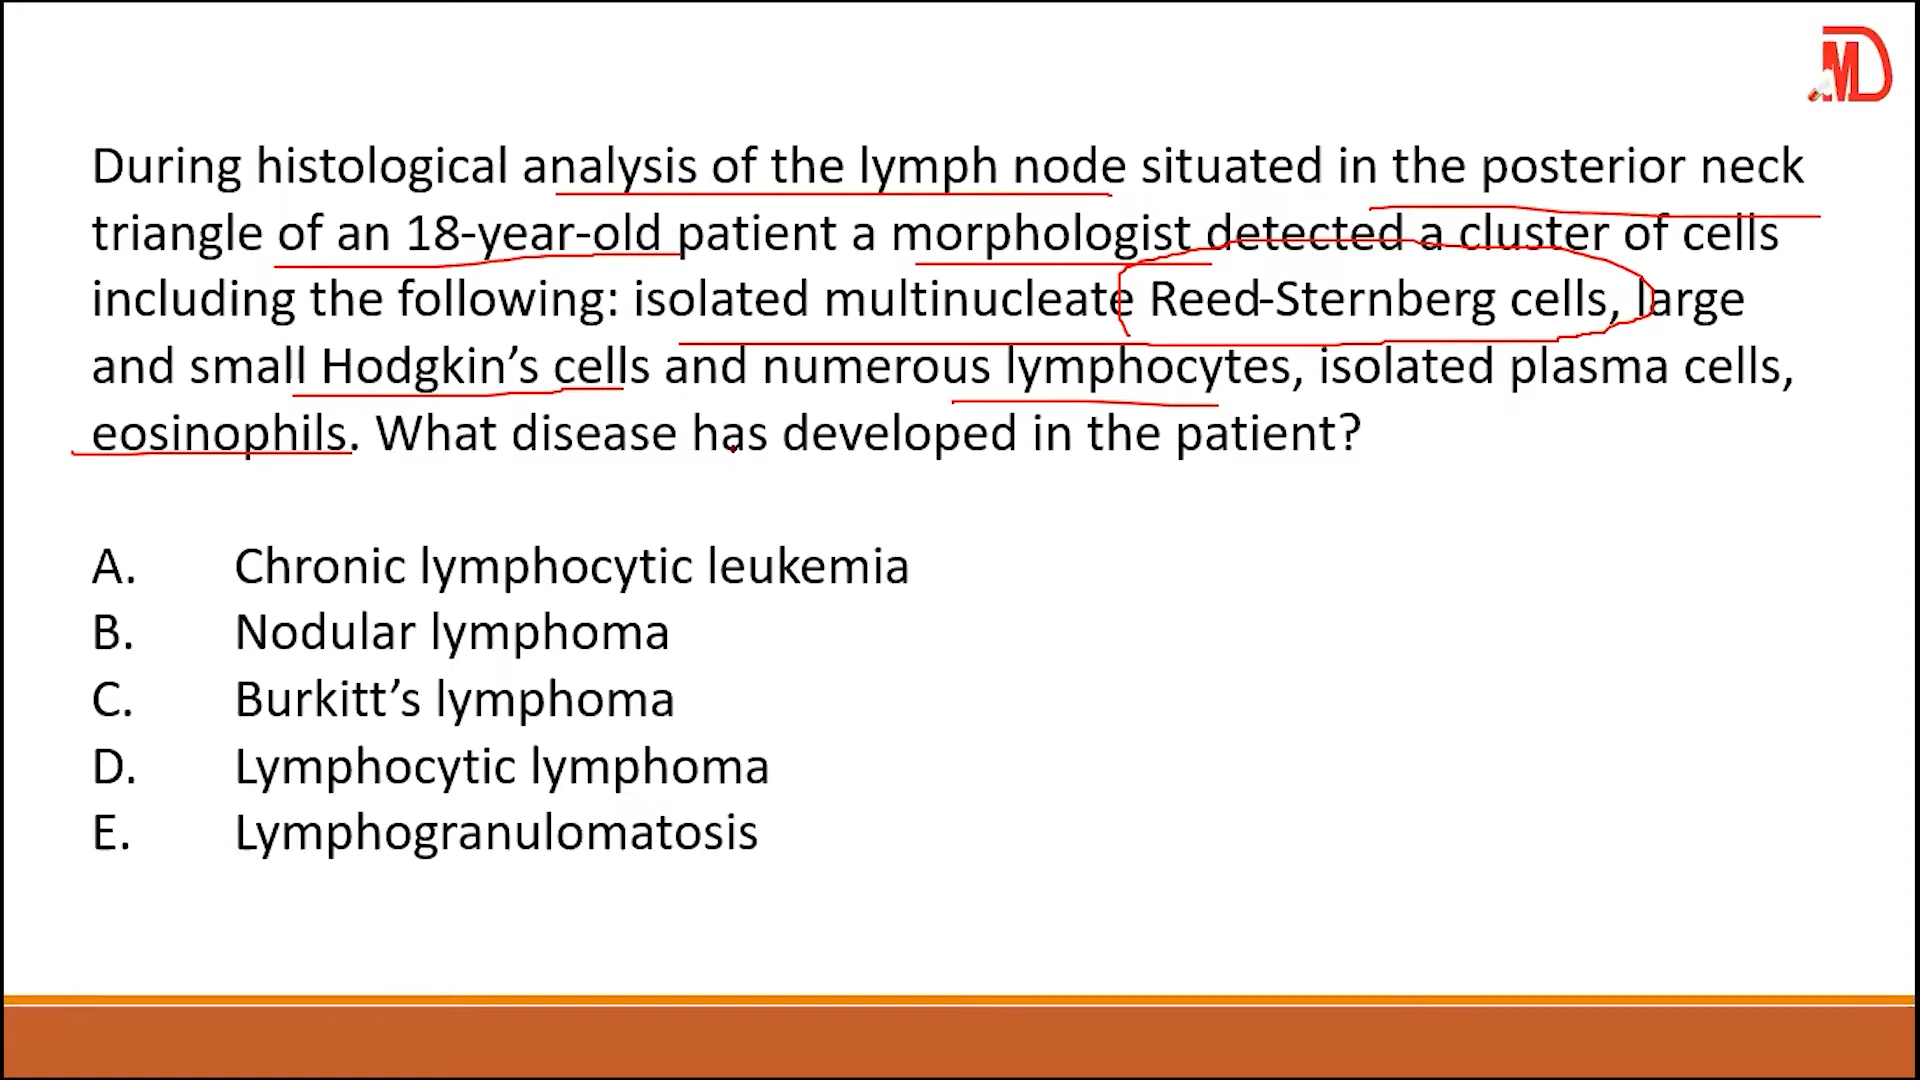 MD
During histological analysis of the lymph node situated in the posterior neck
triangle of an 18-year-old patient a morphologist detected a cluster of cells
including the following: isolated multinucleate Reed-Sternberg cells, large
and small Hodgkin’s cells and numerous lymphocytes, isolated plasma cells,
eosinophils. What disease has developed in the patient?
A. Chronic lymphocytic leukemia
B. Nodular lymphoma
C. Burkitt’s lymphoma
D. Lymphocytic lymphoma
E. Lymphogranulomatosis